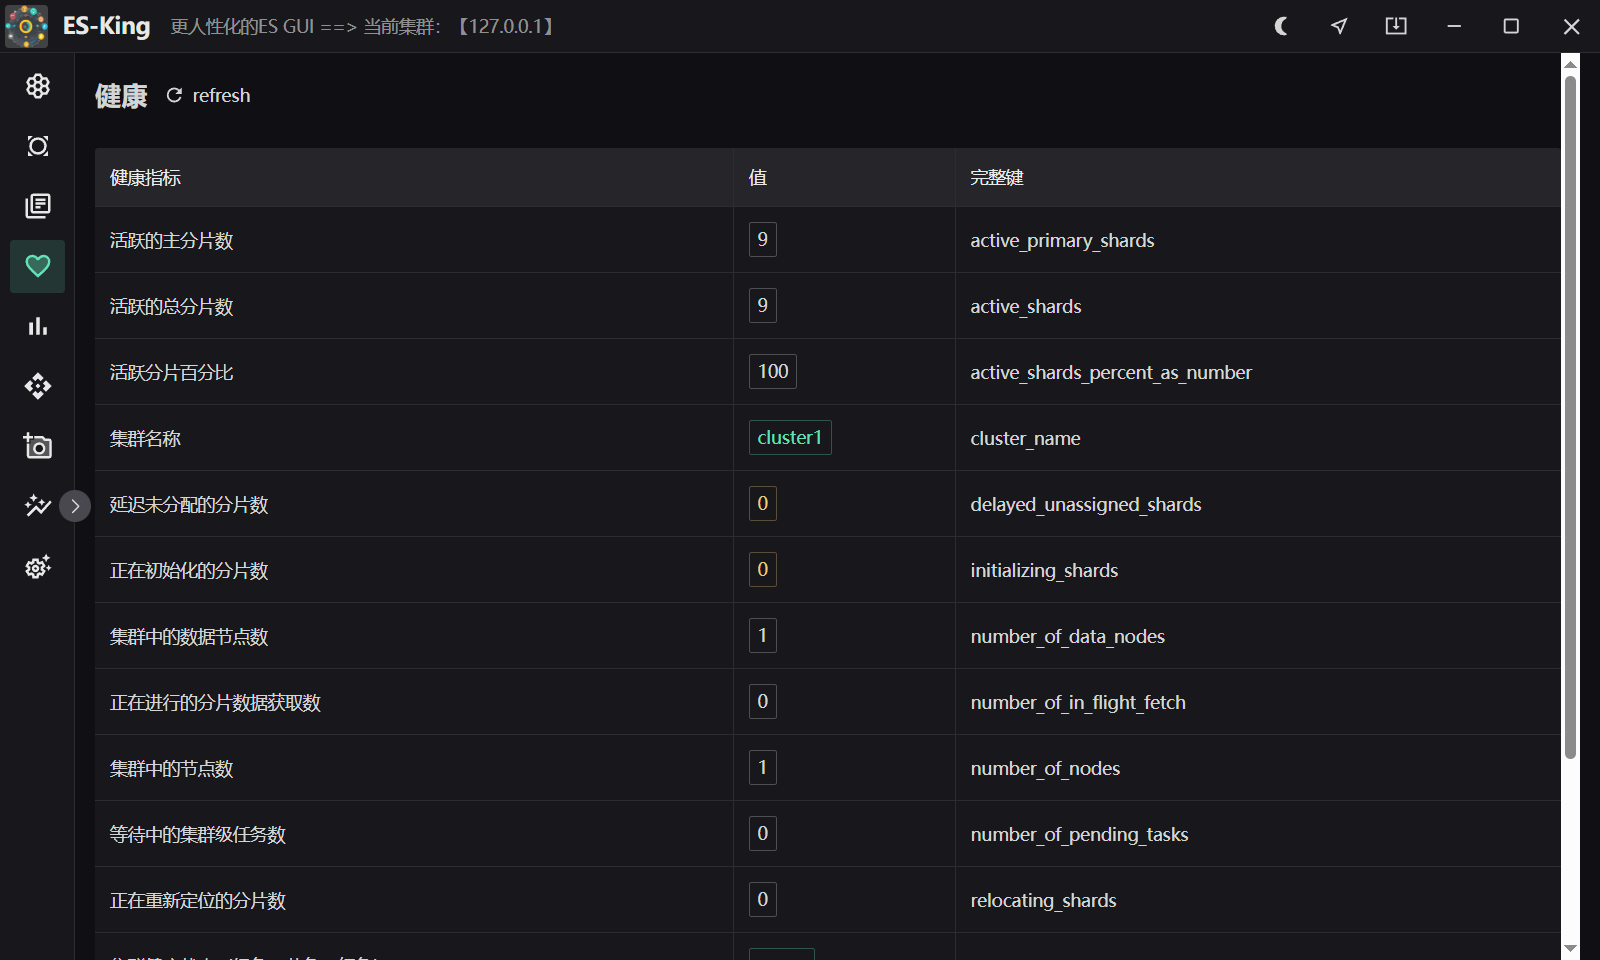 ES-King 更人性化的ES GUI ==> 当前集群：【127.0.0.1】
健康 refresh
健康指标 值 完整键
活跃的主分片数 9 active_primary_shards
活跃的总分片数 9 active_shards
活跃分片百分比 100 active_shards_percent_as_number
集群名称 cluster1 cluster_name
延迟未分配的分片数 0 delayed_unassigned_shards
正在初始化的分片数 0 initializing_shards
集群中的数据节点数 1 number_of_data_nodes
正在进行的分片数据获取数 0 number_of_in_flight_fetch
集群中的节点数 1 number_of_nodes
等待中的集群级任务数 0 number_of_pending_tasks
正在重新定位的分片数 0 relocating_shards